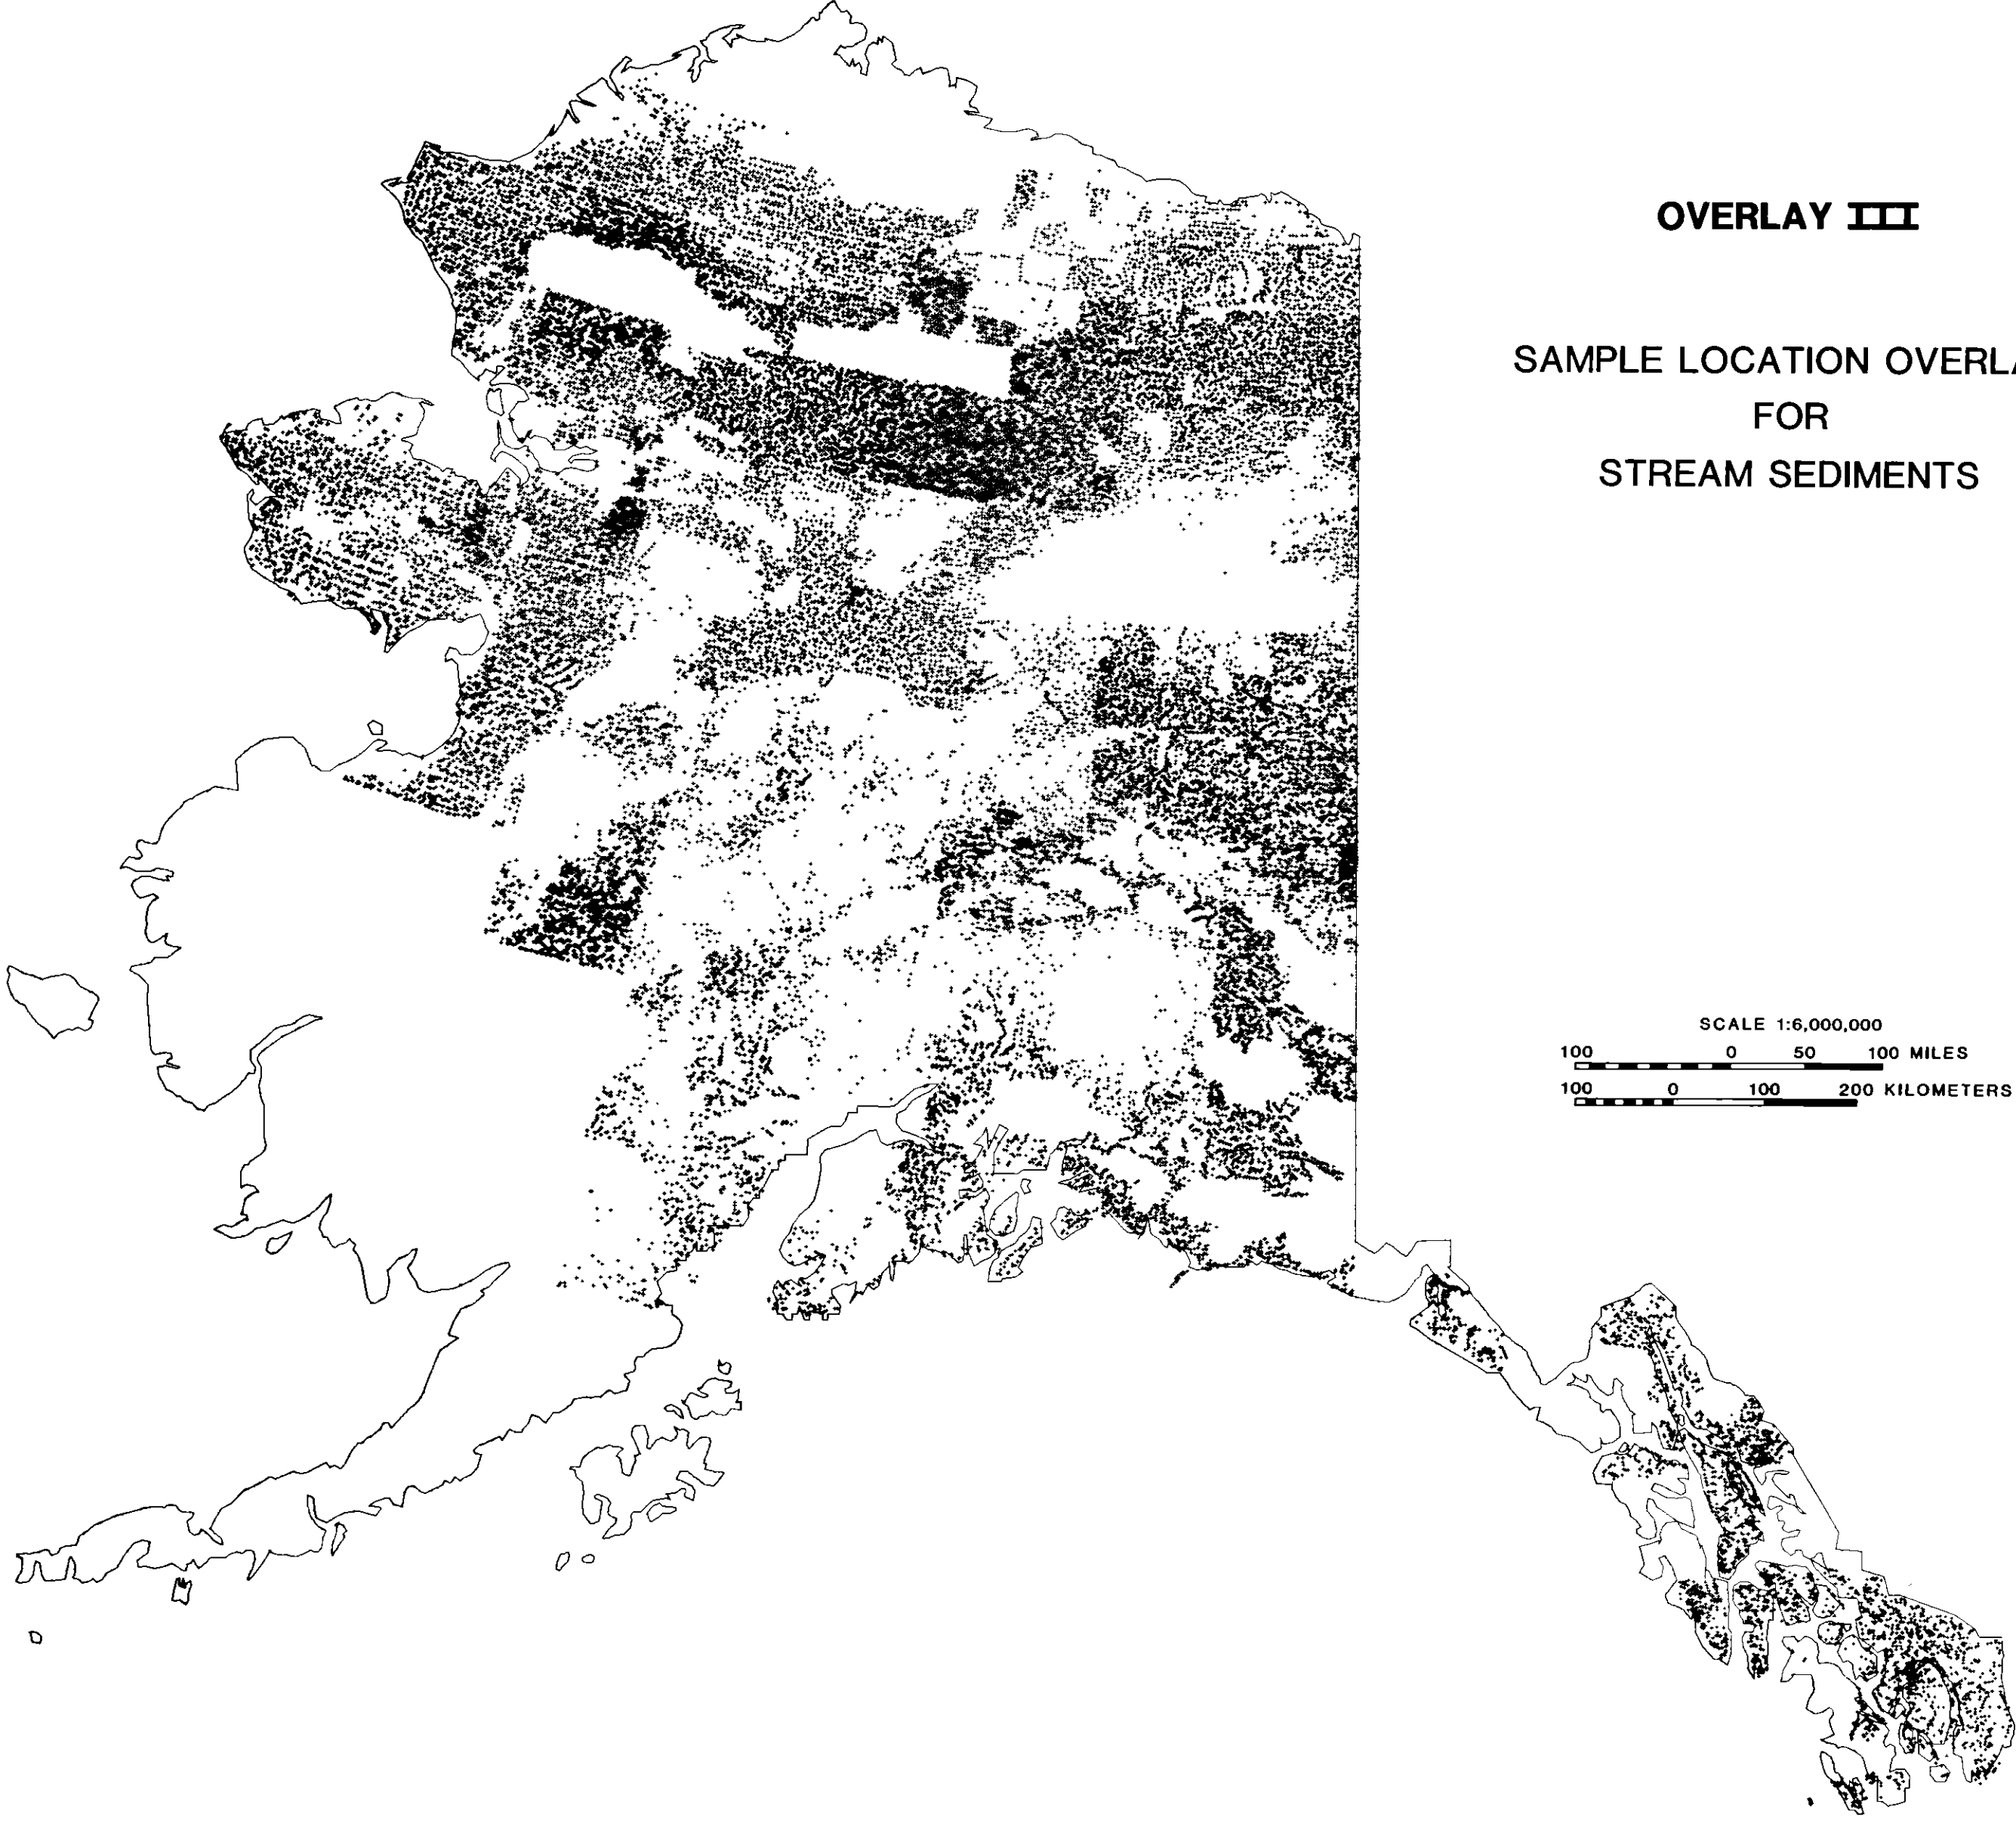 OVERLAY III
SAMPLE LOCATION OVERLA
FOR
STREAM SEDIMENTS
SCALE 1:6,000,000
100 0 50 100 MILES
100 0 100 200 KILOMETERS